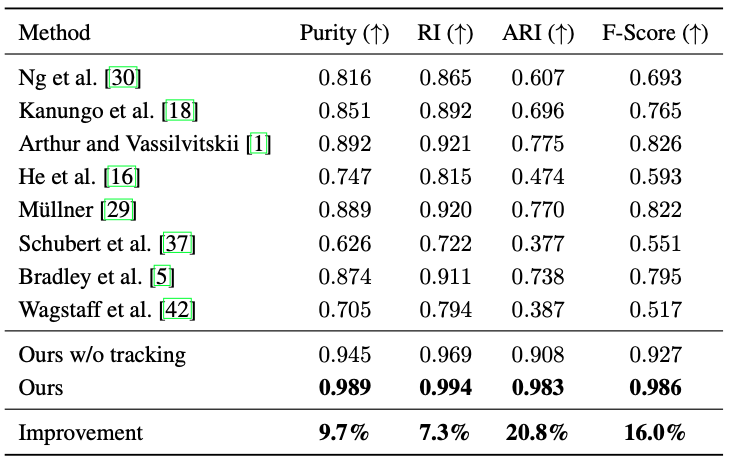 Method Purity (↑) RI (↑) ARI (↑) F-Score (↑)
Ng et al. [30] 0.816 0.865 0.607 0.693
Kanungo et al. [18] 0.851 0.892 0.696 0.765
Arthur and Vassilvitskii [1] 0.892 0.921 0.775 0.826
He et al. [16] 0.747 0.815 0.474 0.593
Müllner [29] 0.889 0.920 0.770 0.822
Schubert et al. [37] 0.626 0.722 0.377 0.551
Bradley et al. [5] 0.874 0.911 0.738 0.795
Wagstaff et al. [42] 0.705 0.794 0.387 0.517
Ours w/o tracking 0.945 0.969 0.908 0.927
Ours 0.989 0.994 0.983 0.986
Improvement 9.7% 7.3% 20.8% 16.0%